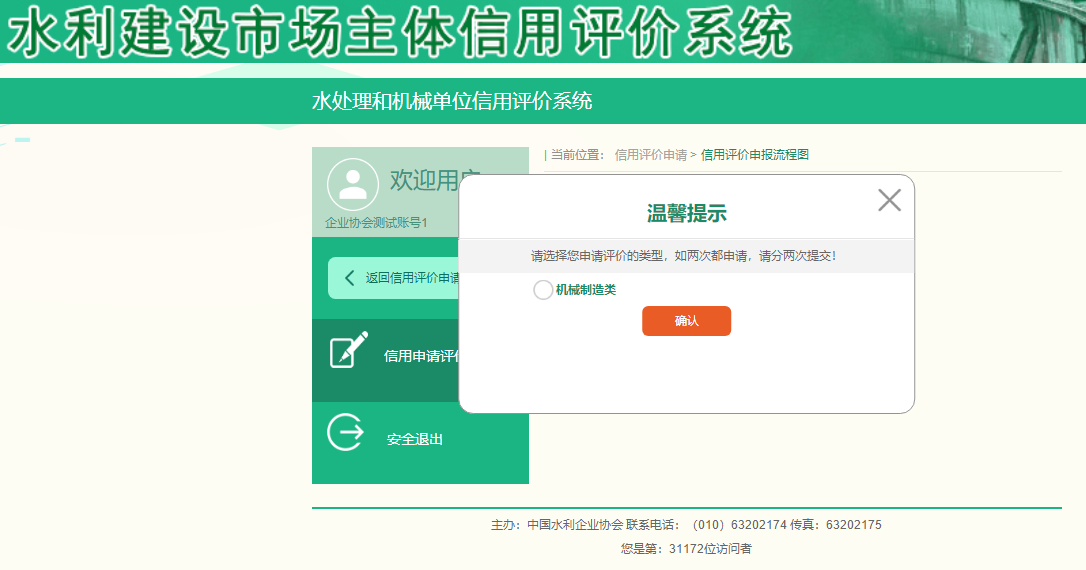 水利建设市场主体信用评价系统
水处理和机械单位信用评价系统
欢迎用户
企业协会测试账号1
返回信用评价申请
信用申请评价
安全退出
| 当前位置: 信用评价申请 > 信用评价申报流程图
温馨提示
请选择您申请评价的类型，如两次都申请，请分两次提交！
机械制造类
确认
主办：中国水利企业协会 联系电话：（010）63202174 传真：63202175
您是第：31172位访问者